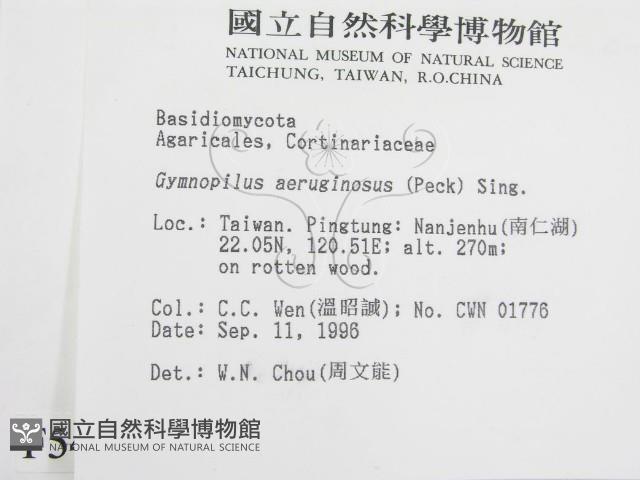 國立自然科學博物館
NATIONAL MUSEUM OF NATURAL SCIENCE
TAICHUNG, TAIWAN, R.O.CHINA
Basidiomycota
Agaricales, Cortinariaceae
Gymnopilus aeruginosus (Peck) Sing.
Loc.: Taiwan. Pingtung: Nanjenhu(南仁湖)
22.05N, 120.51E; alt. 270m;
on rotten wood.
Col.: C.C. Wen(溫昭誠); No. CWN 01776
Date: Sep. 11, 1996
Det.: W.N. Chou(周文能)
國立自然科學博物館
NATIONAL MUSEUM OF NATURAL SCIENCE